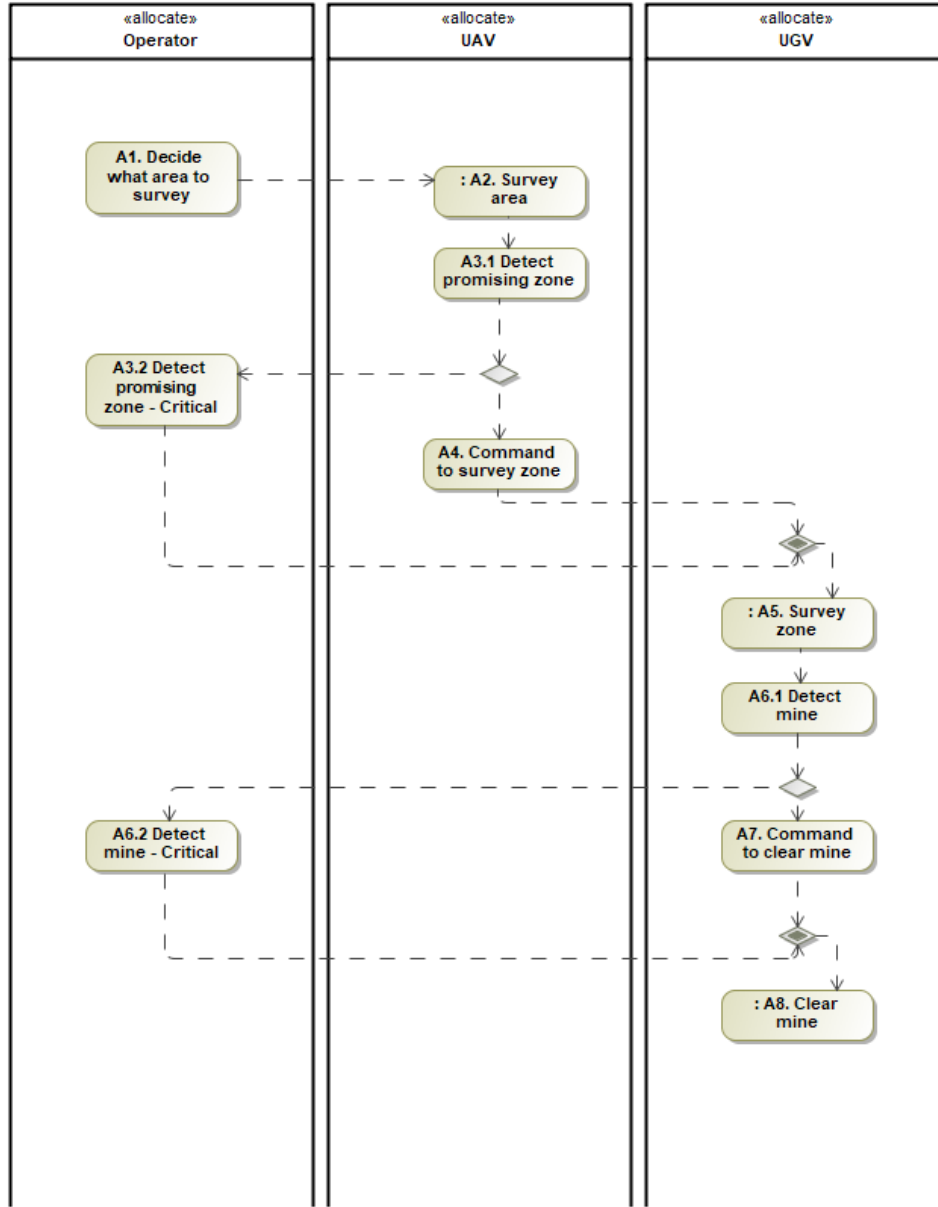 «allocate»
Operator
«allocate»
UAV
«allocate»
UGV
A1. Decide
what area to
survey
: A2. Survey
area
A3.1 Detect
promising zone
A3.2 Detect
promising
zone - Critical
A4. Command
to survey zone
: A5. Survey
zone
A6.1 Detect
mine
A6.2 Detect
mine - Critical
A7. Command
to clear mine
: A8. Clear
mine